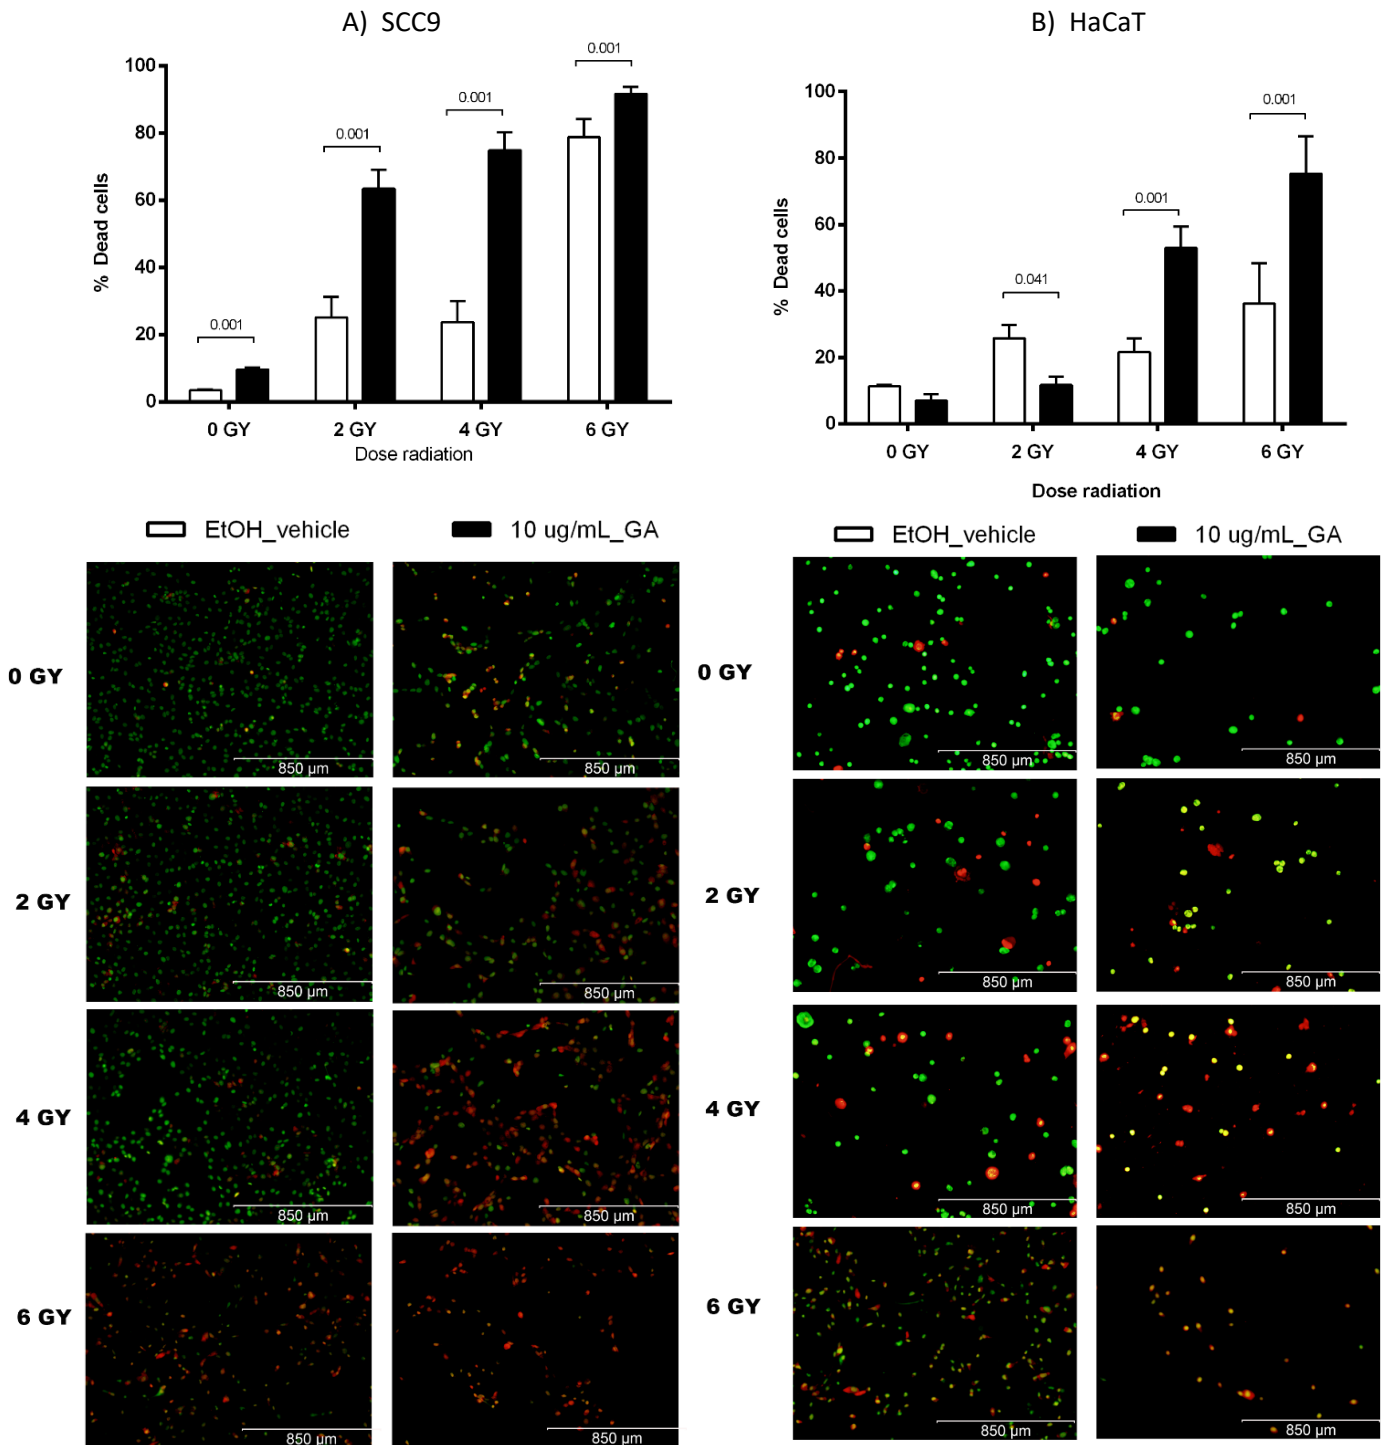 A) SCC9
B) HaCaT
% Dead cells
100
80
60
40
20
0
0.001
0.001
0.001
0.001
0 GY
2 GY
4 GY
6 GY
Dose radiation
% Dead cells
100
80
60
40
20
0
0.041
0.001
0.001
0 GY
2 GY
4 GY
6 GY
Dose radiation
EtOH_vehicle
10 ug/mL_GA
EtOH_vehicle
10 ug/mL_GA
0 GY
850 µm
850 µm
0 GY
850 µm
850 µm
2 GY
850 µm
850 µm
2 GY
850 µm
850 µm
4 GY
850 µm
850 µm
4 GY
850 µm
850 µm
6 GY
850 µm
850 µm
6 GY
850 µm
850 µm